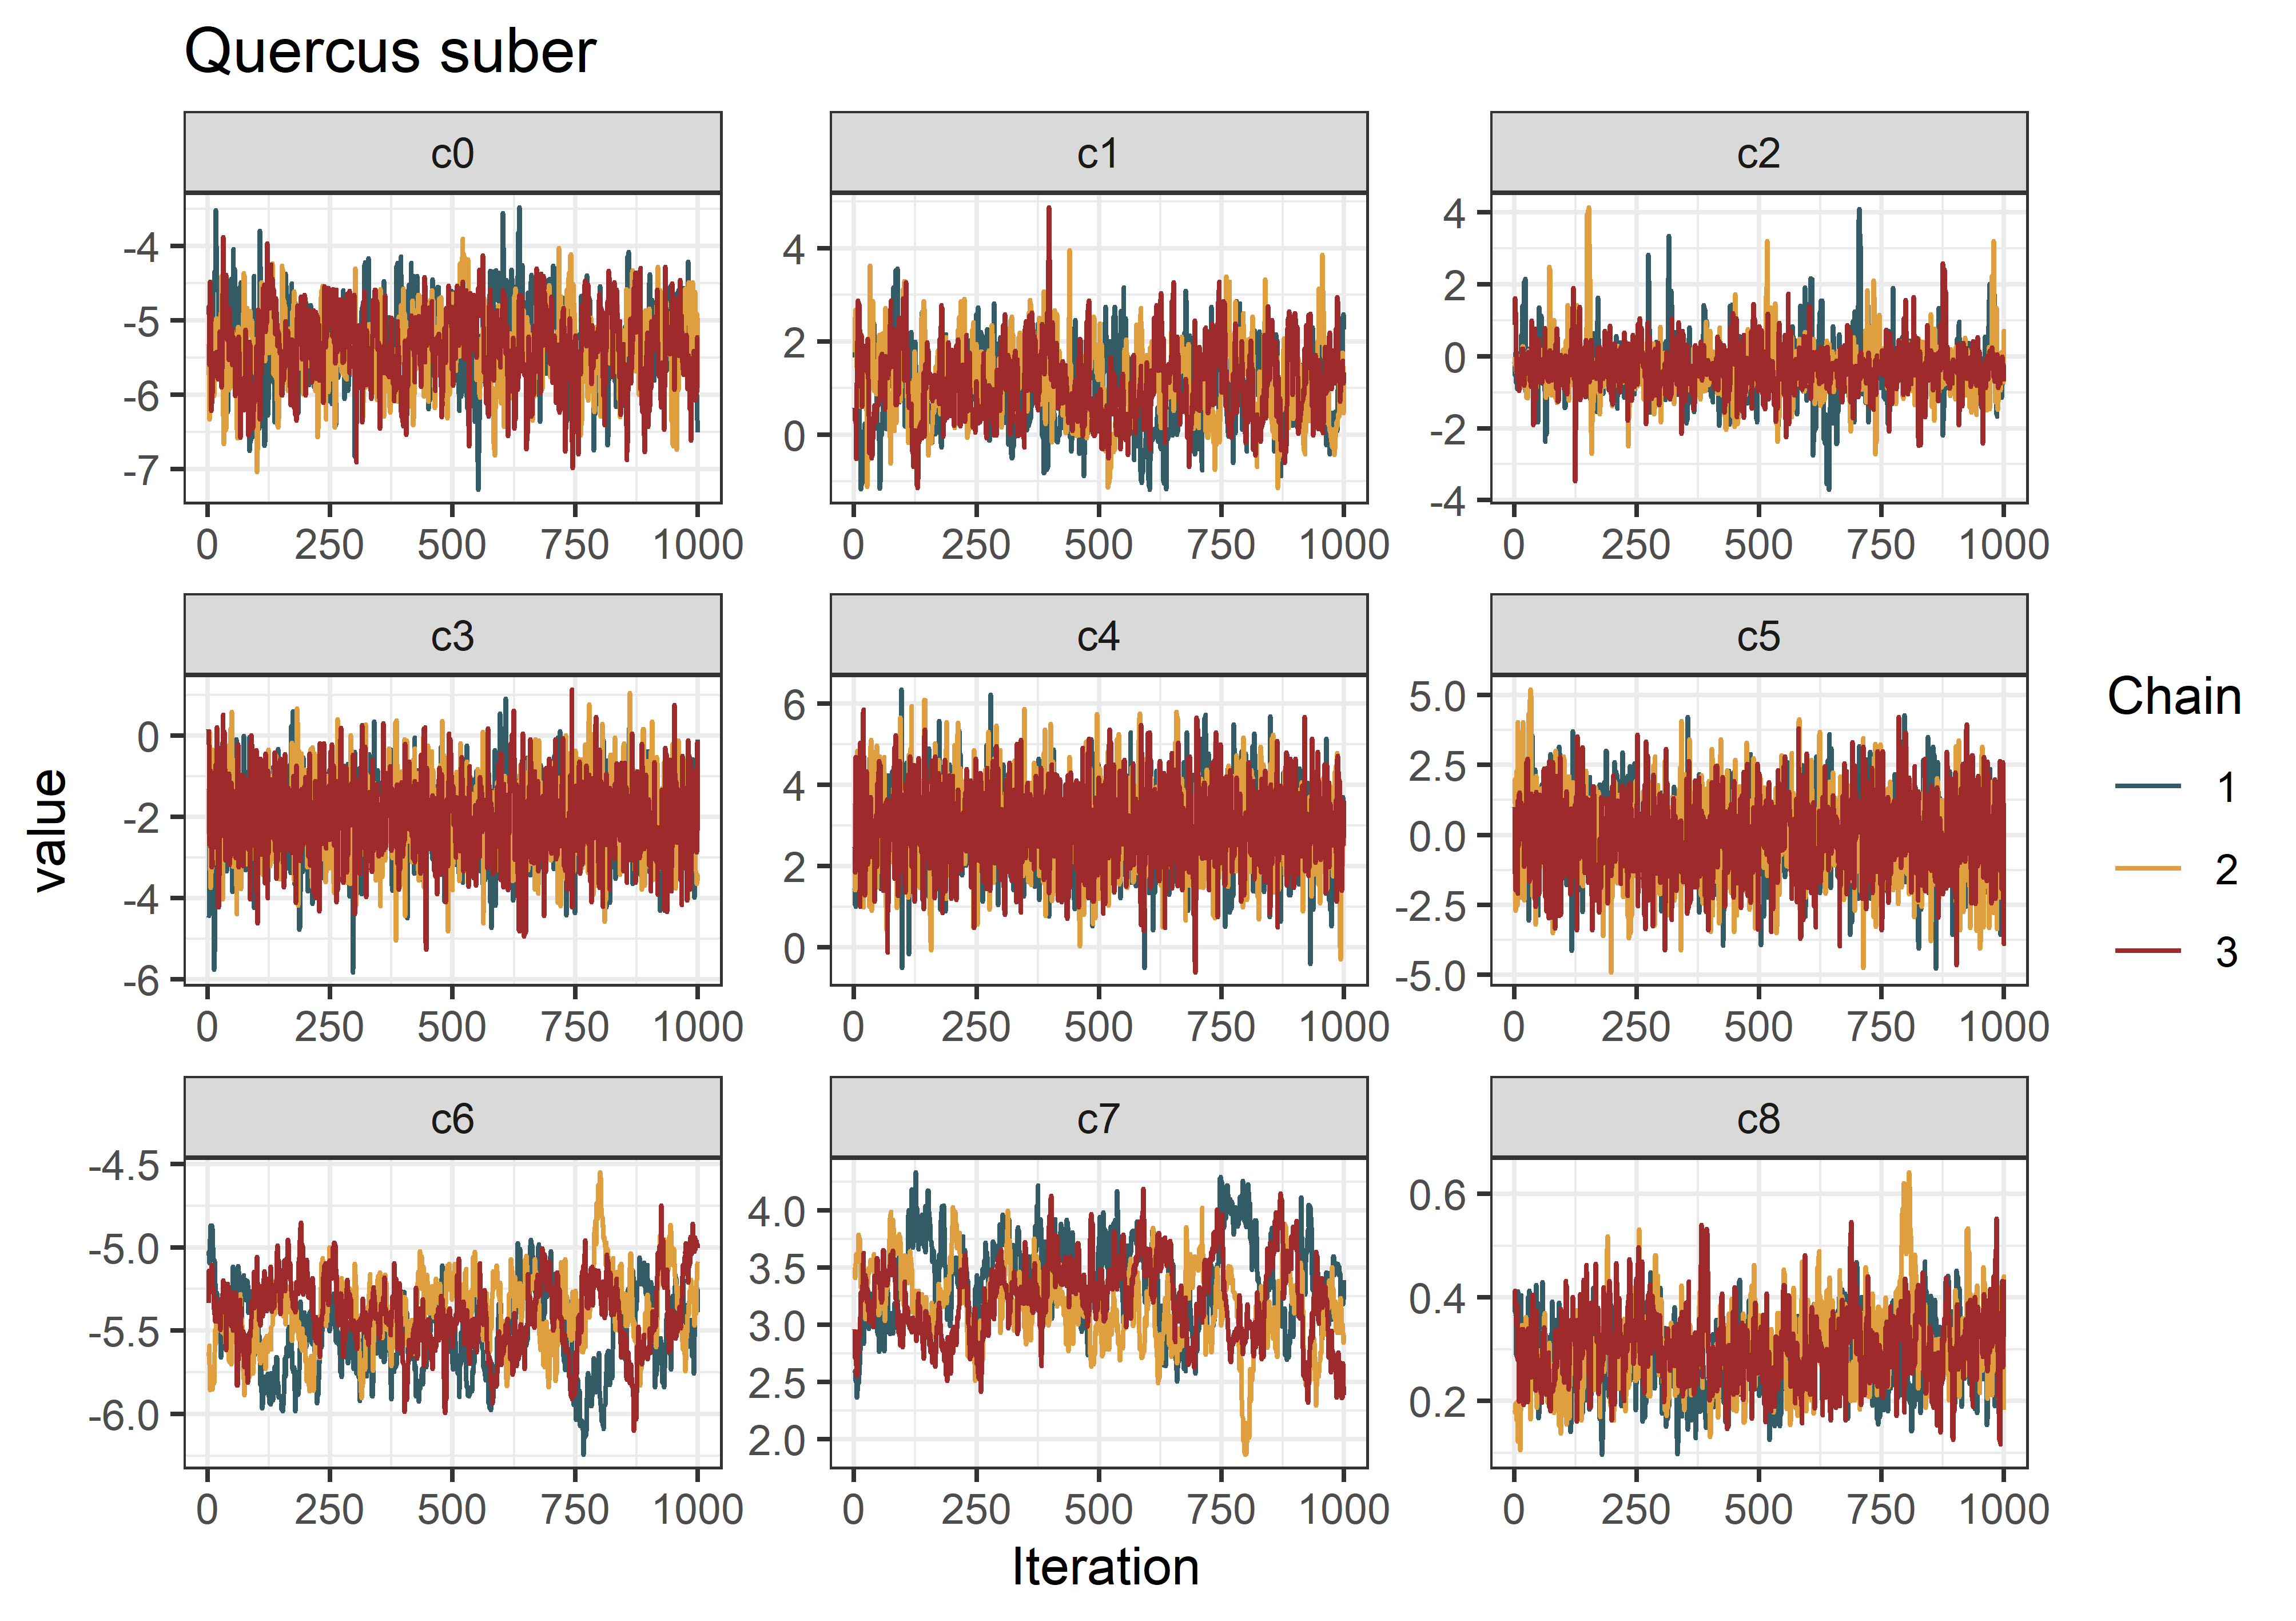 Quercus suber
c0 c1 c2
-4 -5 -6 -7
4 2 0
4 2 0 -2 -4
0 250 500 750 1000 0 250 500 750 1000 0 250 500 750 1000
c3 c4 c5
0 -2 -4 -6
6 4 2 0
5.0 2.5 0.0 -2.5 -5.0
0 250 500 750 1000 0 250 500 750 1000 0 250 500 750 1000
c6 c7 c8
-4.5 -5.0 -5.5 -6.0
4.0 3.5 3.0 2.5 2.0
0.6 0.4 0.2
0 250 500 750 1000 0 250 500 750 1000 0 250 500 750 1000
value
Iteration
Chain
1
2
3